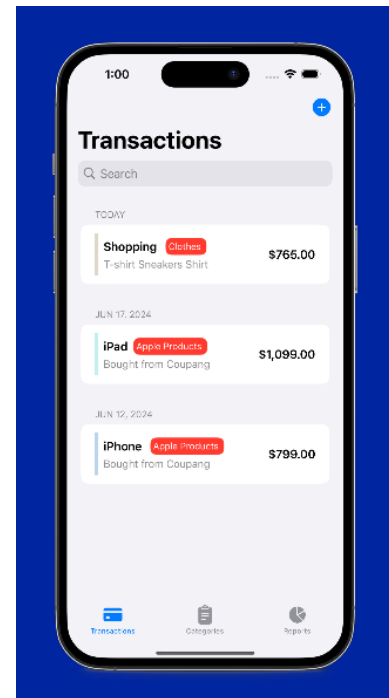 1:00
Transactions
Search
TODAY
Shopping Clothes
T-shirt Sneakers Shirt
$765.00
JUN 17, 2024
iPad Apple Products
Bought from Coupang
$1,099.00
JUN 12, 2024
iPhone Apple Products
Bought from Coupang
$799.00
Transactions Categories Reports